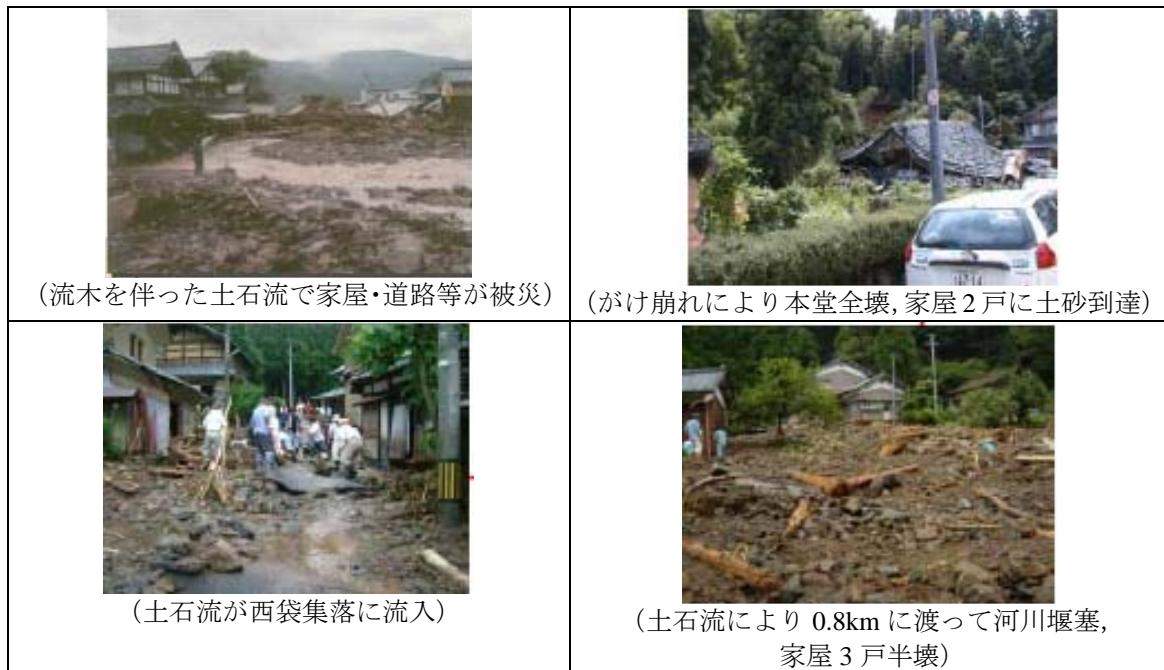 (流木を伴った土石流で家屋・道路等が被災)
(がけ崩れにより本堂全壊, 家屋 2 戸に土砂到達)
(土石流が西袋集落に流入)
(土石流により 0.8km に渡って河川堰塞,
家屋 3 戸半壊)